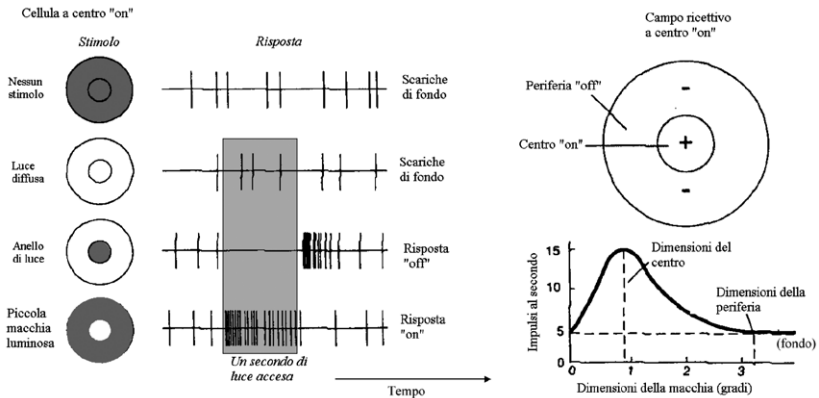 Cellula a centro "on"
Stimolo
Risposta
Nessun
stimolo
Scariche
di fondo
Luce
diffusa
Scariche
di fondo
Anello
di luce
Risposta
"off"
Piccola
macchia
luminosa
Risposta
"on"
Un secondo di
luce accesa
Tempo
Campo ricettivo
a centro "on"
Periferia "off"
-
Centro "on"
+
-
Impulsi al secondo
15
10
5
0
1
2
3
Dimensioni del
centro
Dimensioni della
periferia
(fondo)
Dimensioni della macchia (gradi)